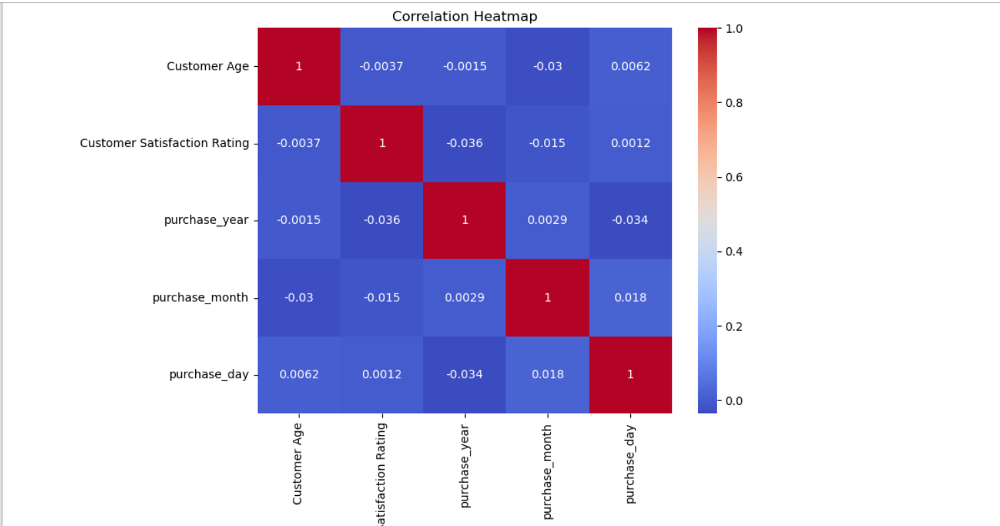 Correlation Heatmap
Customer Age
1
-0.0037
-0.0015
-0.03
0.0062
Customer Satisfaction Rating
-0.0037
1
-0.036
-0.015
0.0012
purchase_year
-0.0015
-0.036
1
0.0029
-0.034
purchase_month
-0.03
-0.015
0.0029
1
0.018
purchase_day
0.0062
0.0012
-0.034
0.018
1
Customer Age
Rating
purchase_year
purchase_month
purchase_day
1.0
0.8
0.6
0.4
0.2
0.0